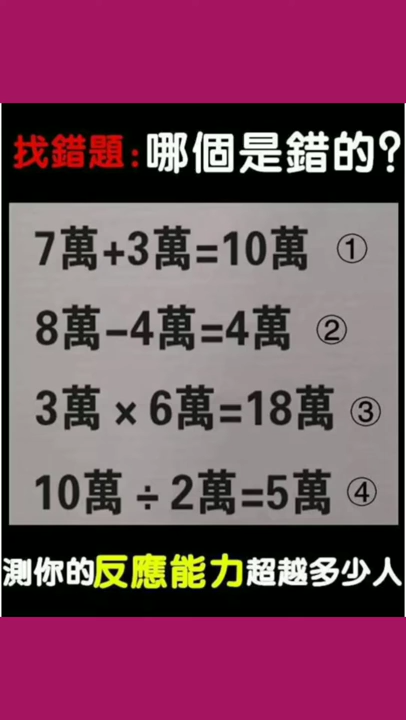 找錯題:哪個是錯的?
7萬+3萬=10萬 ①
8萬-4萬=4萬 ②
3萬×6萬=18萬 ③
10萬÷2萬=5萬 ④
測你的反應能力超越多少人